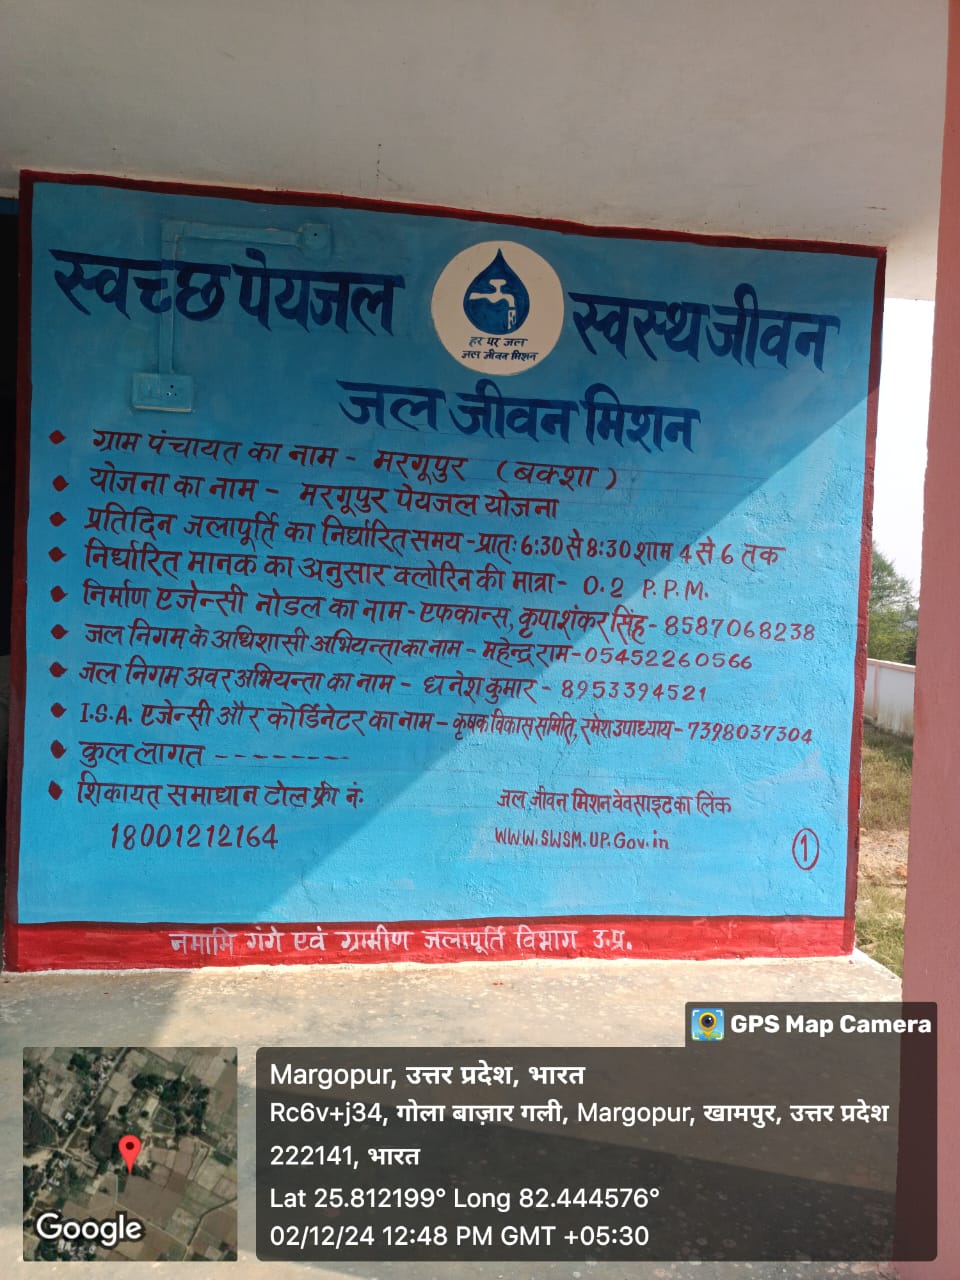 स्वच्छ पेयजल
हर घर जल
जल जीवन मिशन
स्वस्थ जीवन
जल जीवन मिशन
ग्राम पंचायत का नाम - मरगूपुर (बकशा)
योजना का नाम - मरगूपुर पेयजल योजना
प्रतिदिन जलापूर्ति का निर्धारित समय - प्रात: 6:30 से 8:30 शाम 4 से 6 तक
निर्धारित मानक का अनुसार क्लोरिन की मात्रा - 0.2 P.P.M.
निर्माण एजेन्सी नोडल का नाम - एफकान्स, कृपाशंकर सिंह - 8587068238
जल निगम के अधिशासी अभियन्ता का नाम - महेन्द्र राम - 05452260566
जल निगम अवर अभियन्ता का नाम - धनेश कुमार - 8953394521
I.S.A. एजेन्सी और कोर्डिनेटर का नाम - कृषक विकास समिति, रमेश उपाध्याय - 7398037304
कुल लागत --------
शिकायत समाधान टोल फ्री नं:
18001212164
जल जीवन मिशन वेवसाइट का लिंक
WWW.SWSM.UP.Gov.in
1
नमामि गंगे एवं ग्रामीण जलापूर्ति विभाग उ.प्र.
GPS Map Camera
Margopur, उत्तर प्रदेश, भारत
Rc6v+j34, गोला बाज़ार गली, Margopur, खामपुर, उत्तर प्रदेश
222141, भारत
Lat 25.812199° Long 82.444576°
02/12/24 12:48 PM GMT +05:30
Google